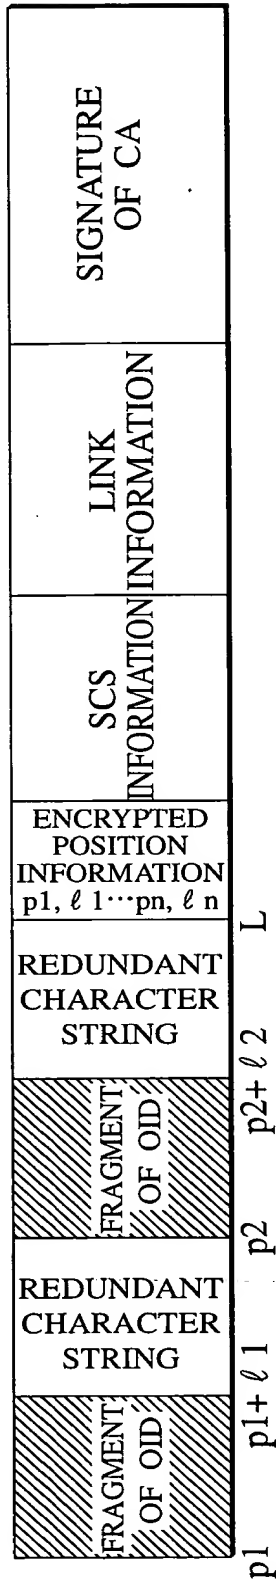 SIGNATURE
OF CA
LINK
INFORMATION
SCS
INFORMATION
ENCRYPTED
POSITION
INFORMATION
p1, ℓ 1···pn, ℓ n
REDUNDANT
CHARACTER
STRING
FRAGMENT
OF OID
REDUNDANT
CHARACTER
STRING
FRAGMENT
OF OID
L
p2+ ℓ 2
p2
p1+ ℓ 1
p1